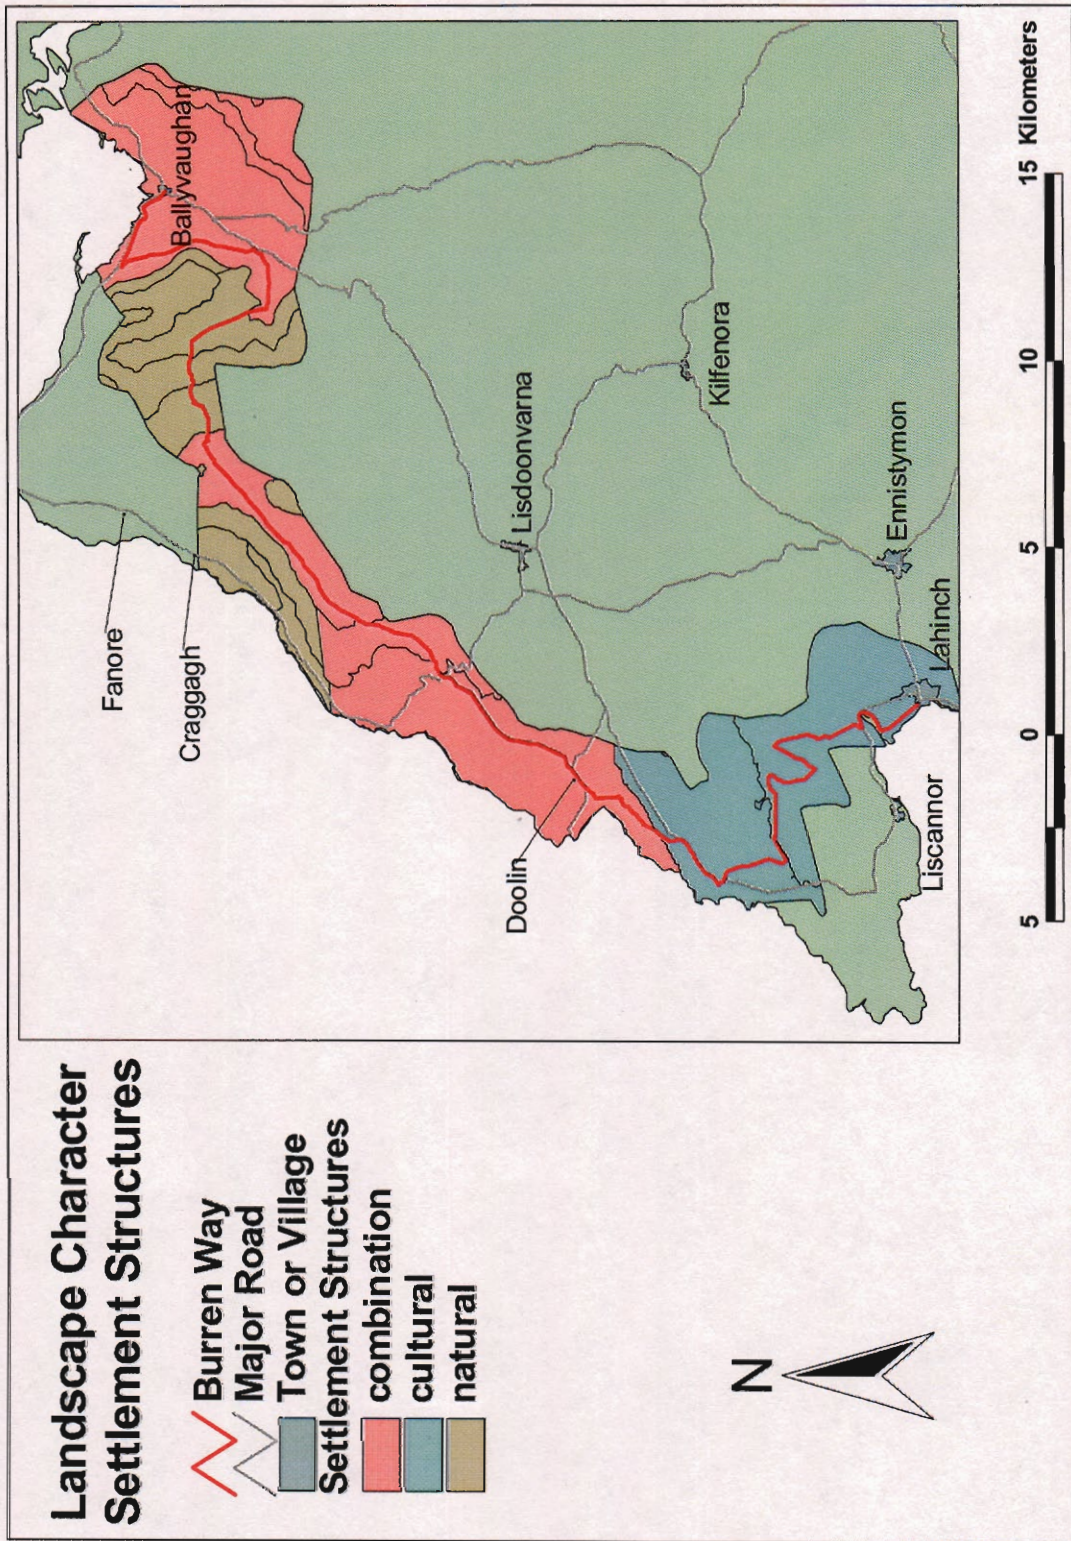 Landscape Character
Settlement Structures
Burren Way
Major Road
Town or Village
Settlement Structures
combination
cultural
natural
N
Ballyvaughan
Fanore
Craggagh
Lisdoonvarna
Doolin
Kilfenora
Ennistymon
Lahinch
Liscannor
5 0 5 10 15 Kilometers